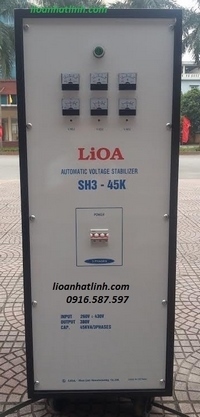 lioanhatlinh.com
LiOA
AUTOMATIC VOLTAGE STABILIZER
SH3 - 45K
POWER
lioanhatlinh.com
0916.587.597
INPUT 260V - 430V
OUTPUT 380V
CAP. 45KVA/3PHASES